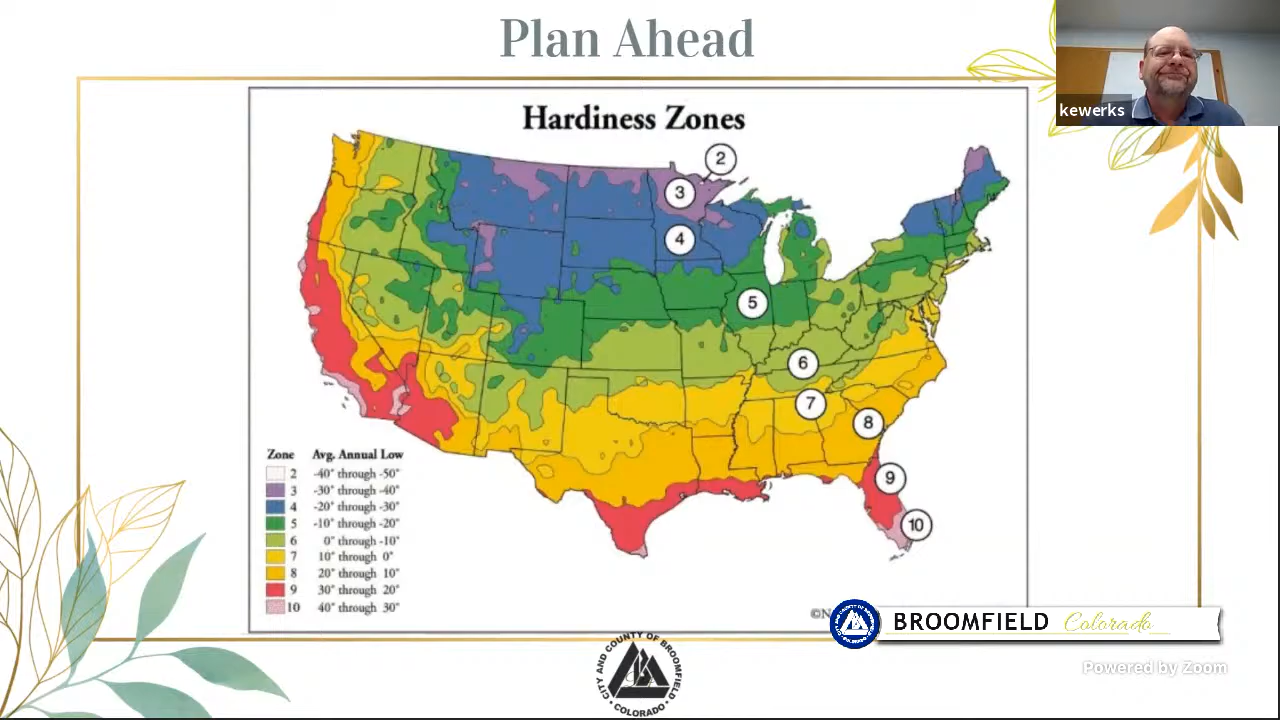 Plan Ahead
kewerks
Hardiness Zones
2
3
4
5
6
7
8
9
10
Zone Avg. Annual Low
2 -40° through -50°
3 -30° through -40°
4 -20° through -30°
5 -10° through -20°
6 0° through -10°
7 10° through 0°
8 20° through 10°
9 30° through 20°
10 40° through 30°
BROOMFIELD Colorado
Powered by Zoom
CITY AND COUNTY OF BROOMFIELD
COLORADO